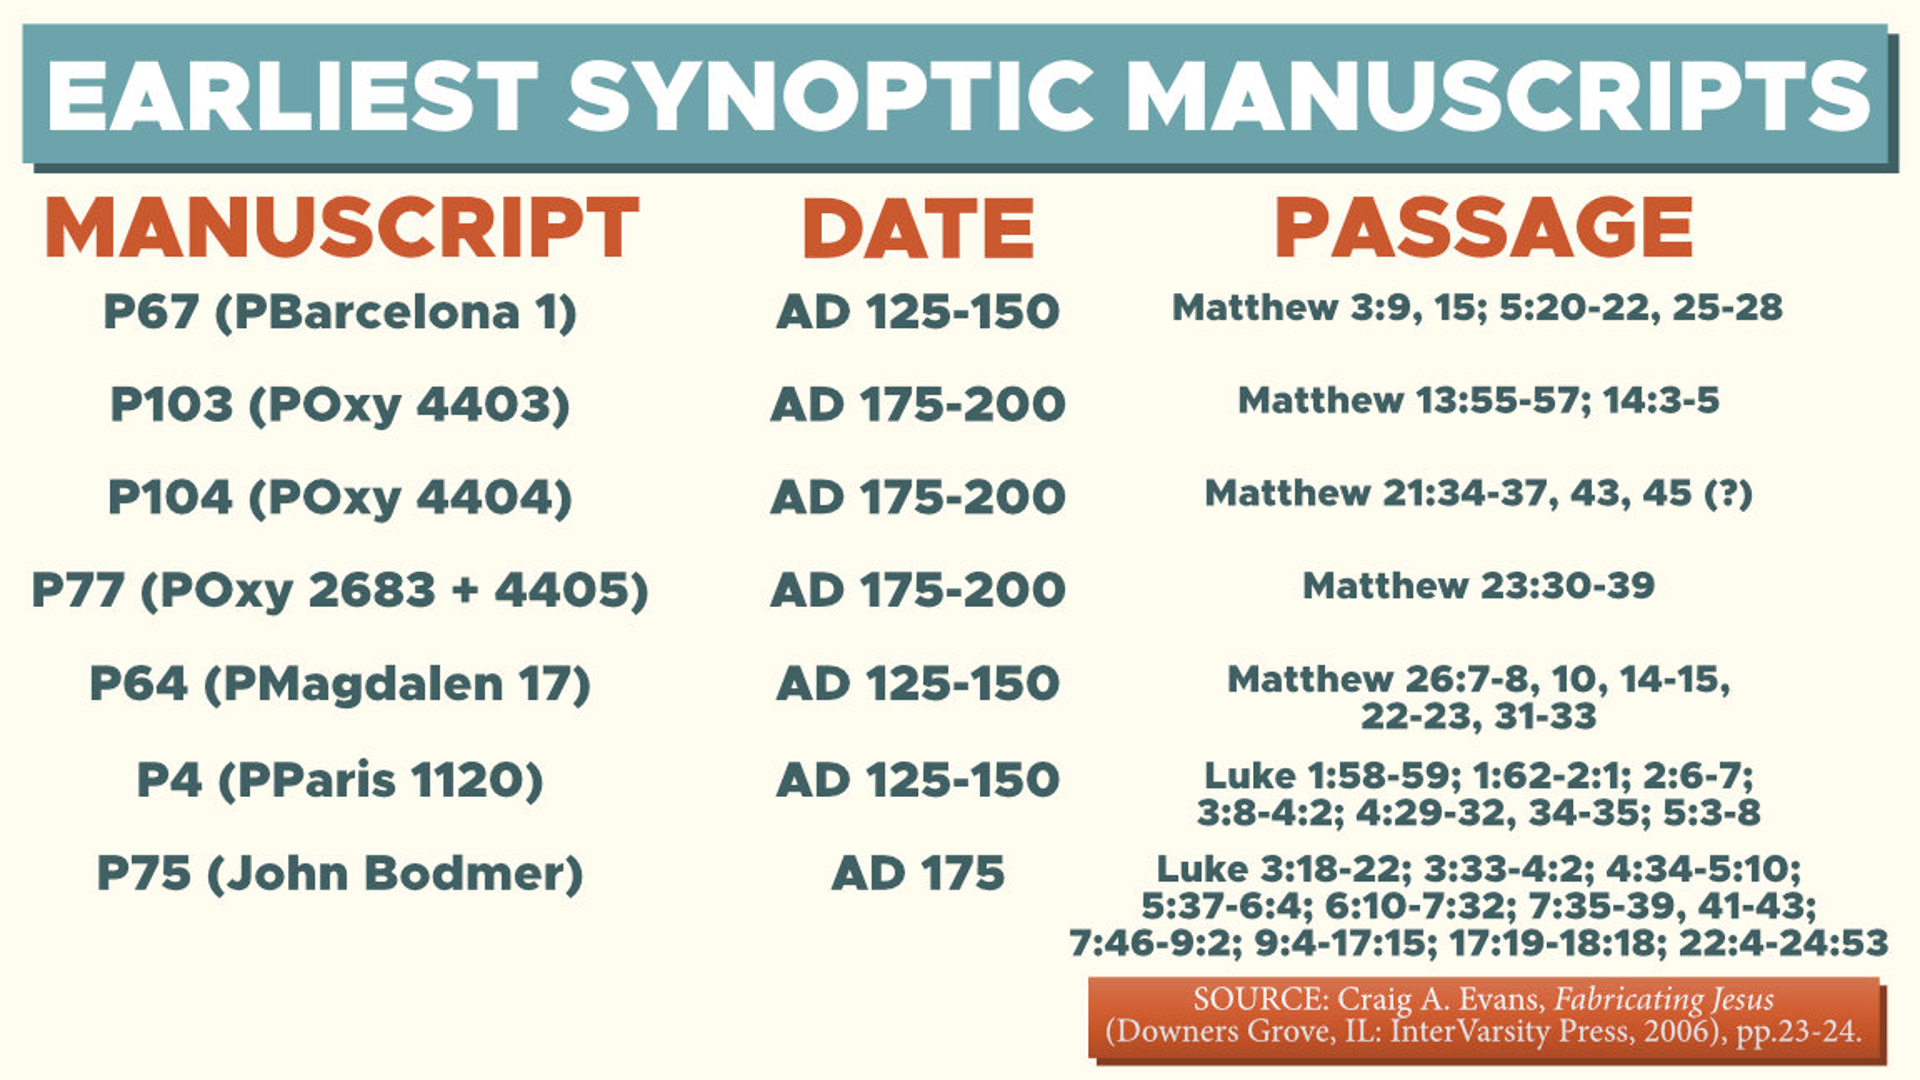 EARLIEST SYNOPTIC MANUSCRIPTS
MANUSCRIPT DATE PASSAGE
P67 (PBarcelona 1) AD 125-150 Matthew 3:9, 15; 5:20-22, 25-28
P103 (POxy 4403) AD 175-200 Matthew 13:55-57; 14:3-5
P104 (POxy 4404) AD 175-200 Matthew 21:34-37, 43, 45 (?)
P77 (POxy 2683 + 4405) AD 175-200 Matthew 23:30-39
P64 (PMagdalen 17) AD 125-150 Matthew 26:7-8, 10, 14-15,
22-23, 31-33
P4 (PParis 1120) AD 125-150 Luke 1:58-59; 1:62-2:1; 2:6-7;
3:8-4:2; 4:29-32, 34-35; 5:3-8
P75 (John Bodmer) AD 175 Luke 3:18-22; 3:33-4:2; 4:34-5:10;
5:37-6:4; 6:10-7:32; 7:35-39, 41-43;
7:46-9:2; 9:4-17:15; 17:19-18:18; 22:4-24:53
SOURCE: Craig A. Evans, Fabricating Jesus
(Downers Grove, IL: InterVarsity Press, 2006), pp.23-24.